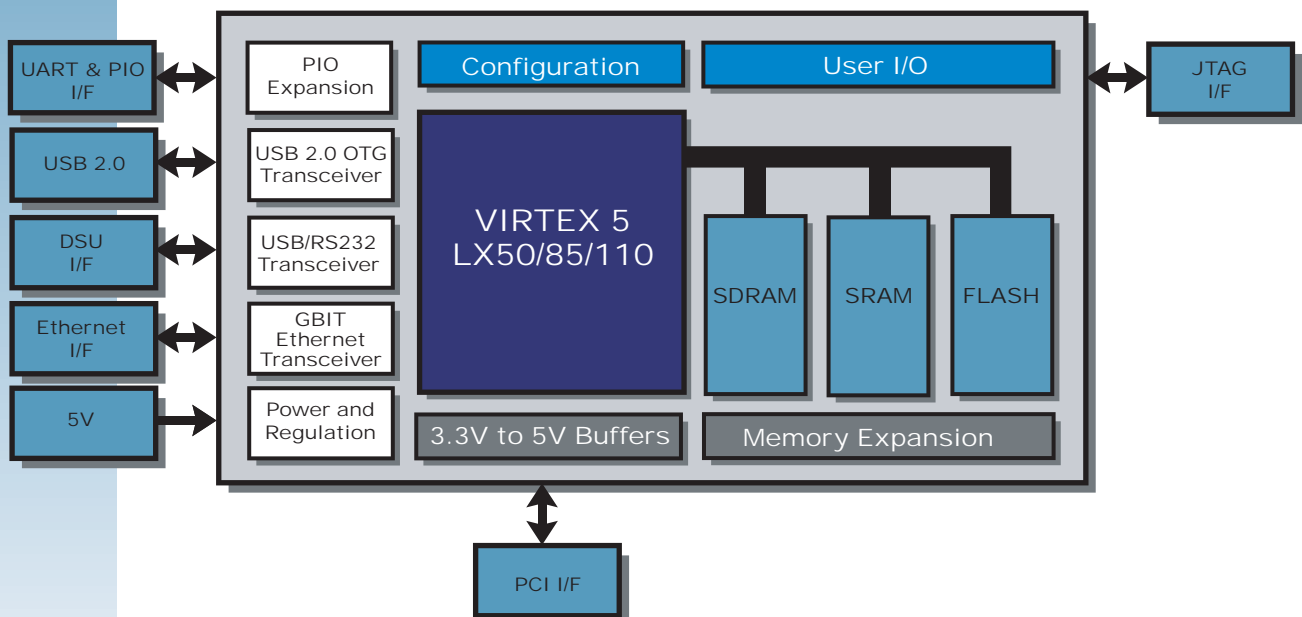 UART & PIO
I/F
USB 2.0
DSU
I/F
Ethernet
I/F
5V
PIO
Expansion
USB 2.0 OTG
Transceiver
USB/RS232
Transceiver
GBIT
Ethernet
Transceiver
Power and
Regulation
Configuration
User I/O
VIRTEX 5
LX50/85/110
SDRAM
SRAM
FLASH
3.3V to 5V Buffers
Memory Expansion
JTAG
I/F
PCI I/F